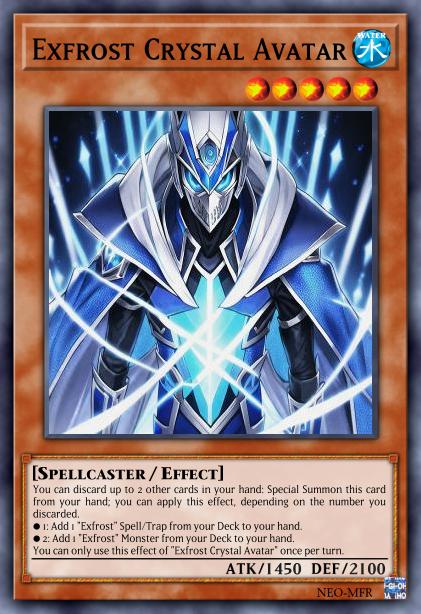 Exfrost Crystal Avatar
WATER
水
[Spellcaster / Effect]
You can discard up to 2 other cards in your hand: Special Summon this card
from your hand; you can apply this effect, depending on the number you
discarded.
● 1: Add 1 "Exfrost" Spell/Trap from your Deck to your hand.
● 2: Add 1 "Exfrost" Monster from your Deck to your hand.
You can only use this effect of "Exfrost Crystal Avatar" once per turn.
ATK/1450 DEF/2100
NEO-MFR